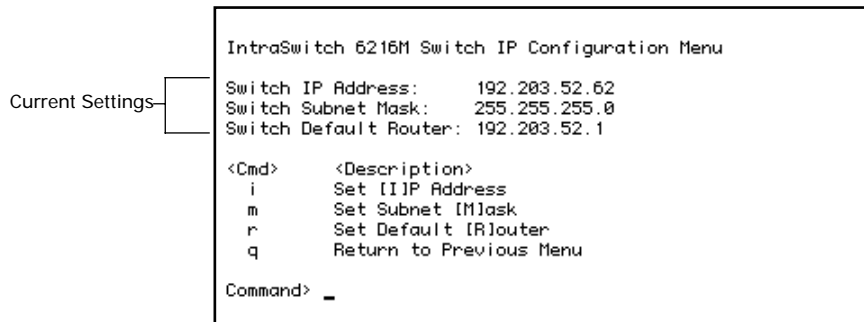 IntraSwitch 6216M Switch IP Configuration Menu
Current Settings
Switch IP Address: 192.203.52.62
Switch Subnet Mask: 255.255.255.0
Switch Default Router: 192.203.52.1
<Cmd> <Description>
i Set [I]P Address
m Set Subnet [M]ask
r Set Default [R]outer
q Return to Previous Menu
Command> _